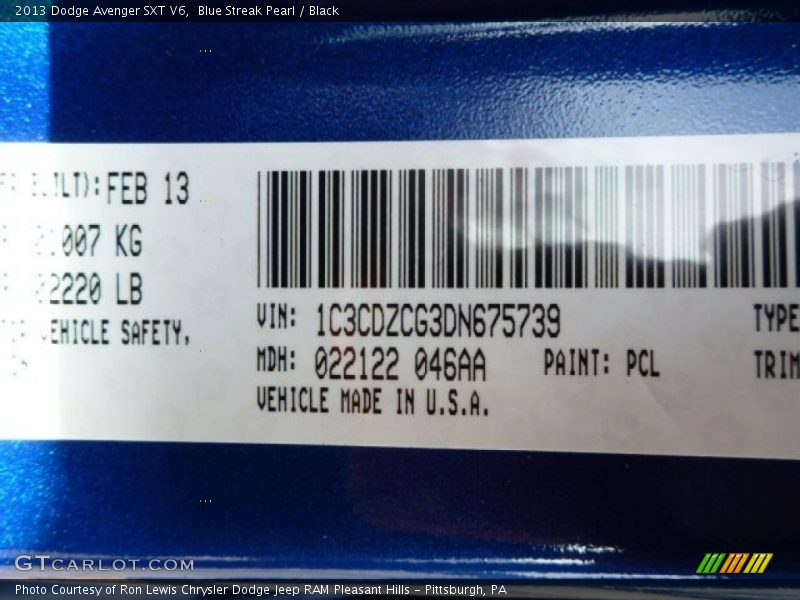 2013 Dodge Avenger SXT V6, Blue Streak Pearl / Black
FEB 13
007 KG
2220 LB
VEHICLE SAFETY,
VIN: 1C3CDZCG3DN675739
TYPE
MDH: 022122 046AA PAINT: PCL
TRIM
VEHICLE MADE IN U.S.A.
GTCARLOT.COM
Photo Courtesy of Ron Lewis Chrysler Dodge Jeep RAM Pleasant Hills - Pittsburgh, PA